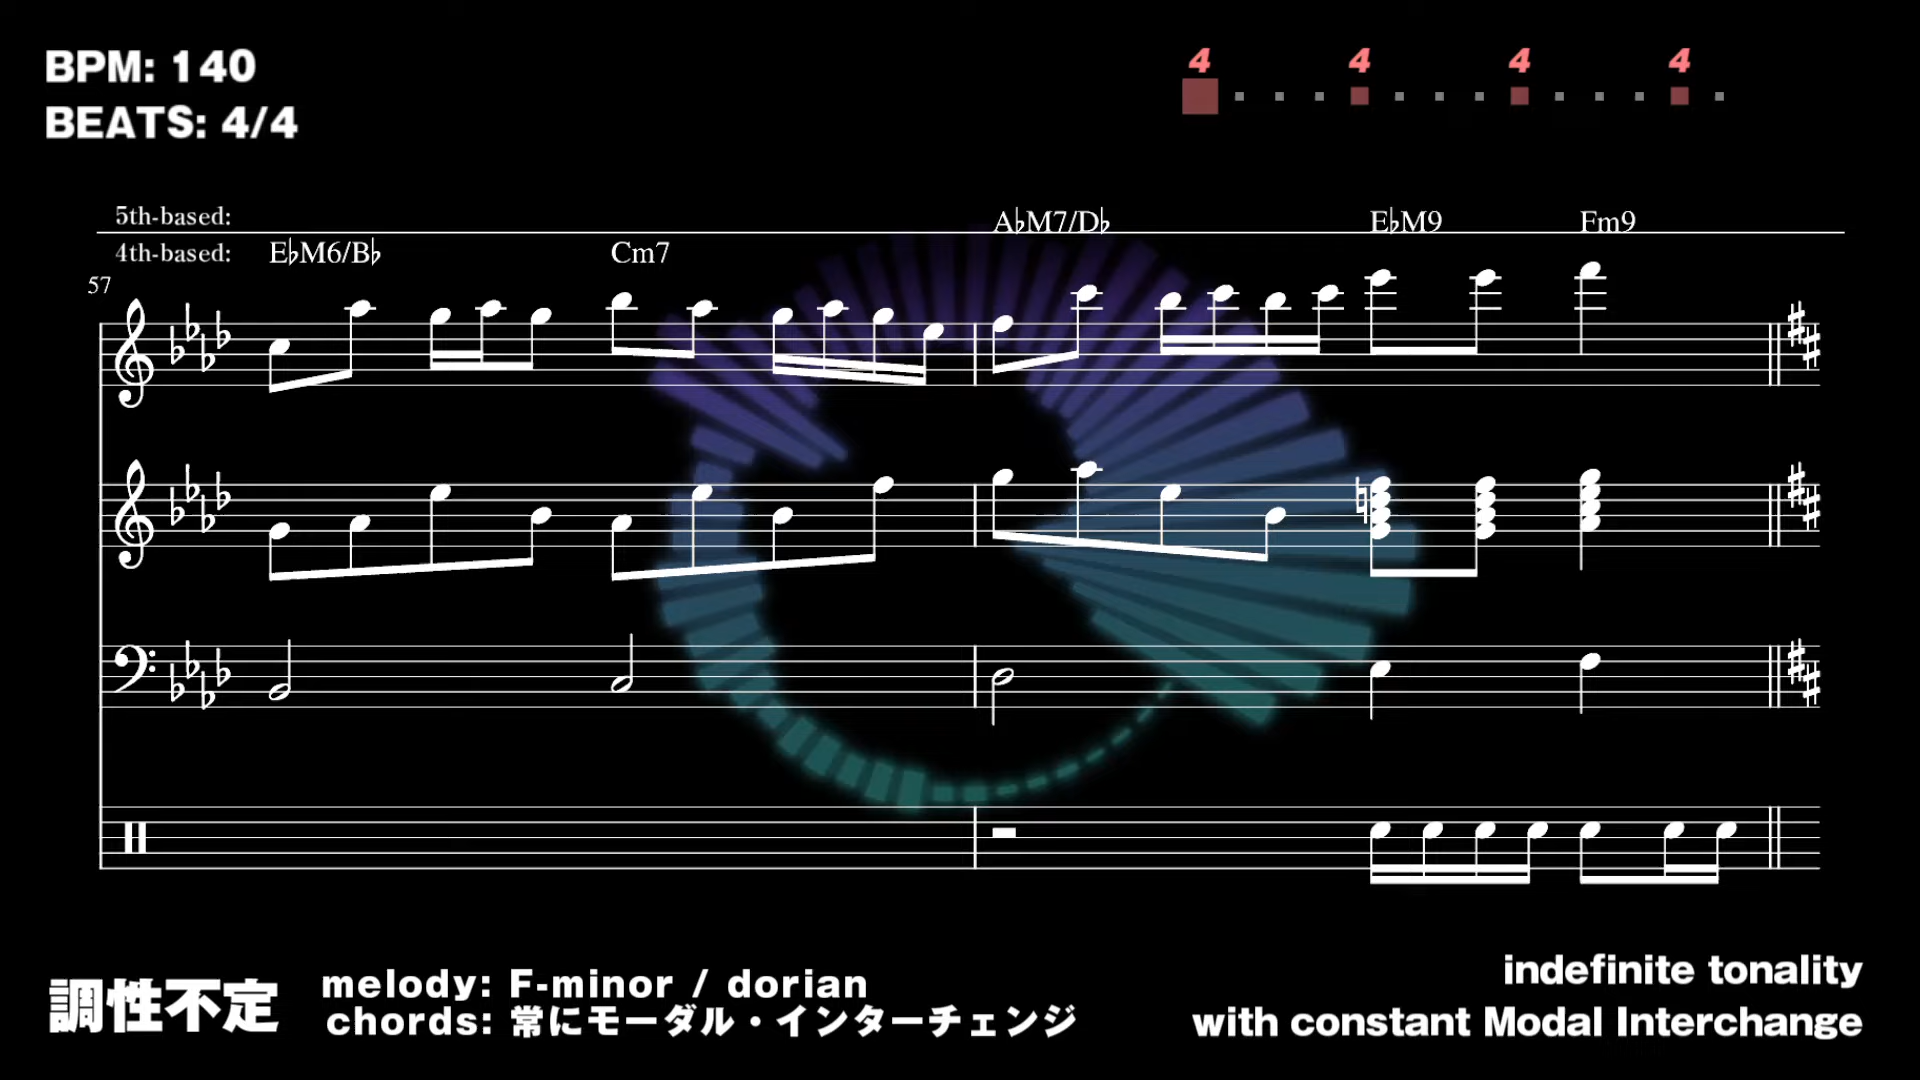 BPM: 140
BEATS: 4/4
4 4 4 4
5th-based: A♭M7/D♭ E♭M9 Fm9
4th-based: E♭M6/B♭ Cm7
57
調性不定
melody: F-minor / dorian
chords: 常にモーダル・インターチェンジ
indefinite tonality
with constant Modal Interchange